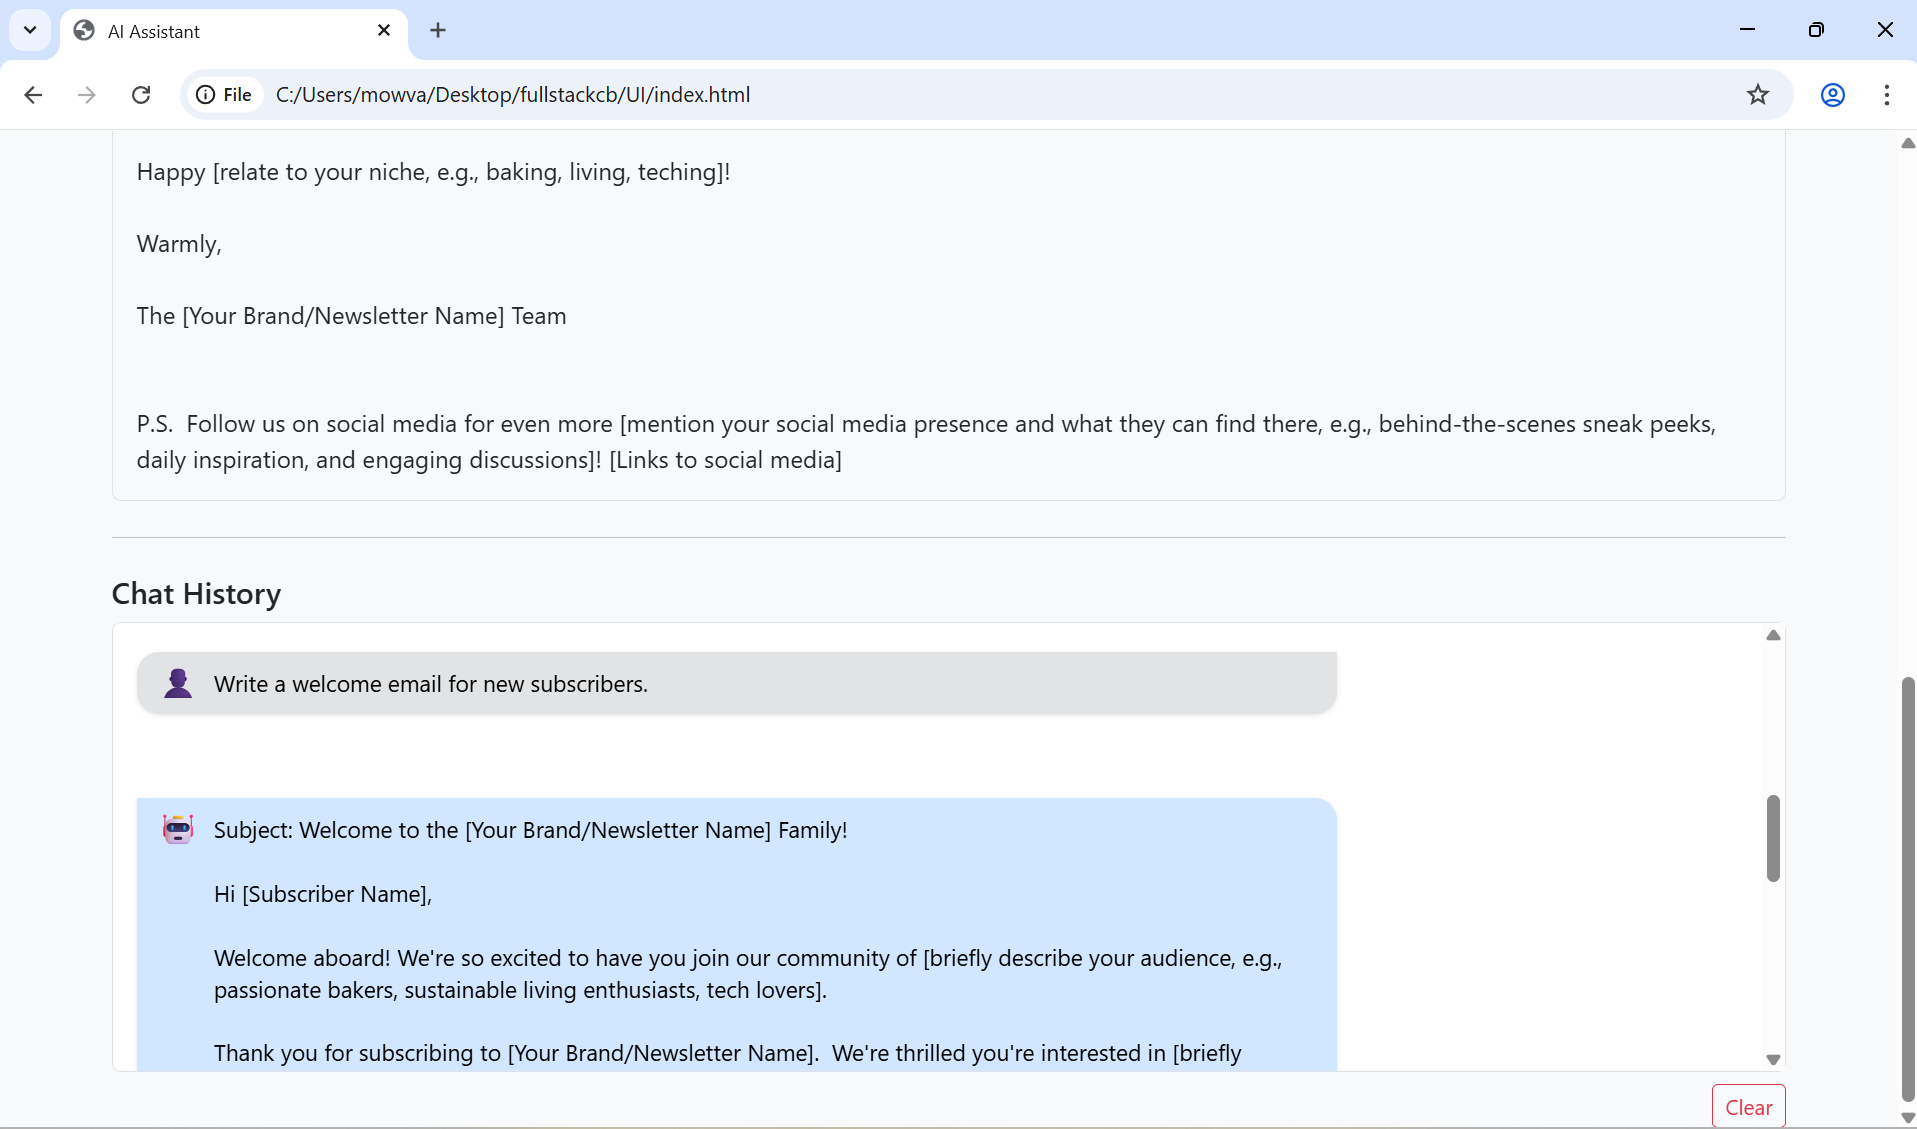 AI Assistant
File C:/Users/mowva/Desktop/fullstackcb/UI/index.html
Happy [relate to your niche, e.g., baking, living, teching]!
Warmly,
The [Your Brand/Newsletter Name] Team
P.S.  Follow us on social media for even more [mention your social media presence and what they can find there, e.g., behind-the-scenes sneak peeks,
daily inspiration, and engaging discussions]! [Links to social media]
Chat History
Write a welcome email for new subscribers.
Subject: Welcome to the [Your Brand/Newsletter Name] Family!
Hi [Subscriber Name],
Welcome aboard! We're so excited to have you join our community of [briefly describe your audience, e.g.,
passionate bakers, sustainable living enthusiasts, tech lovers].
Thank you for subscribing to [Your Brand/Newsletter Name].  We're thrilled you're interested in [briefly
Clear